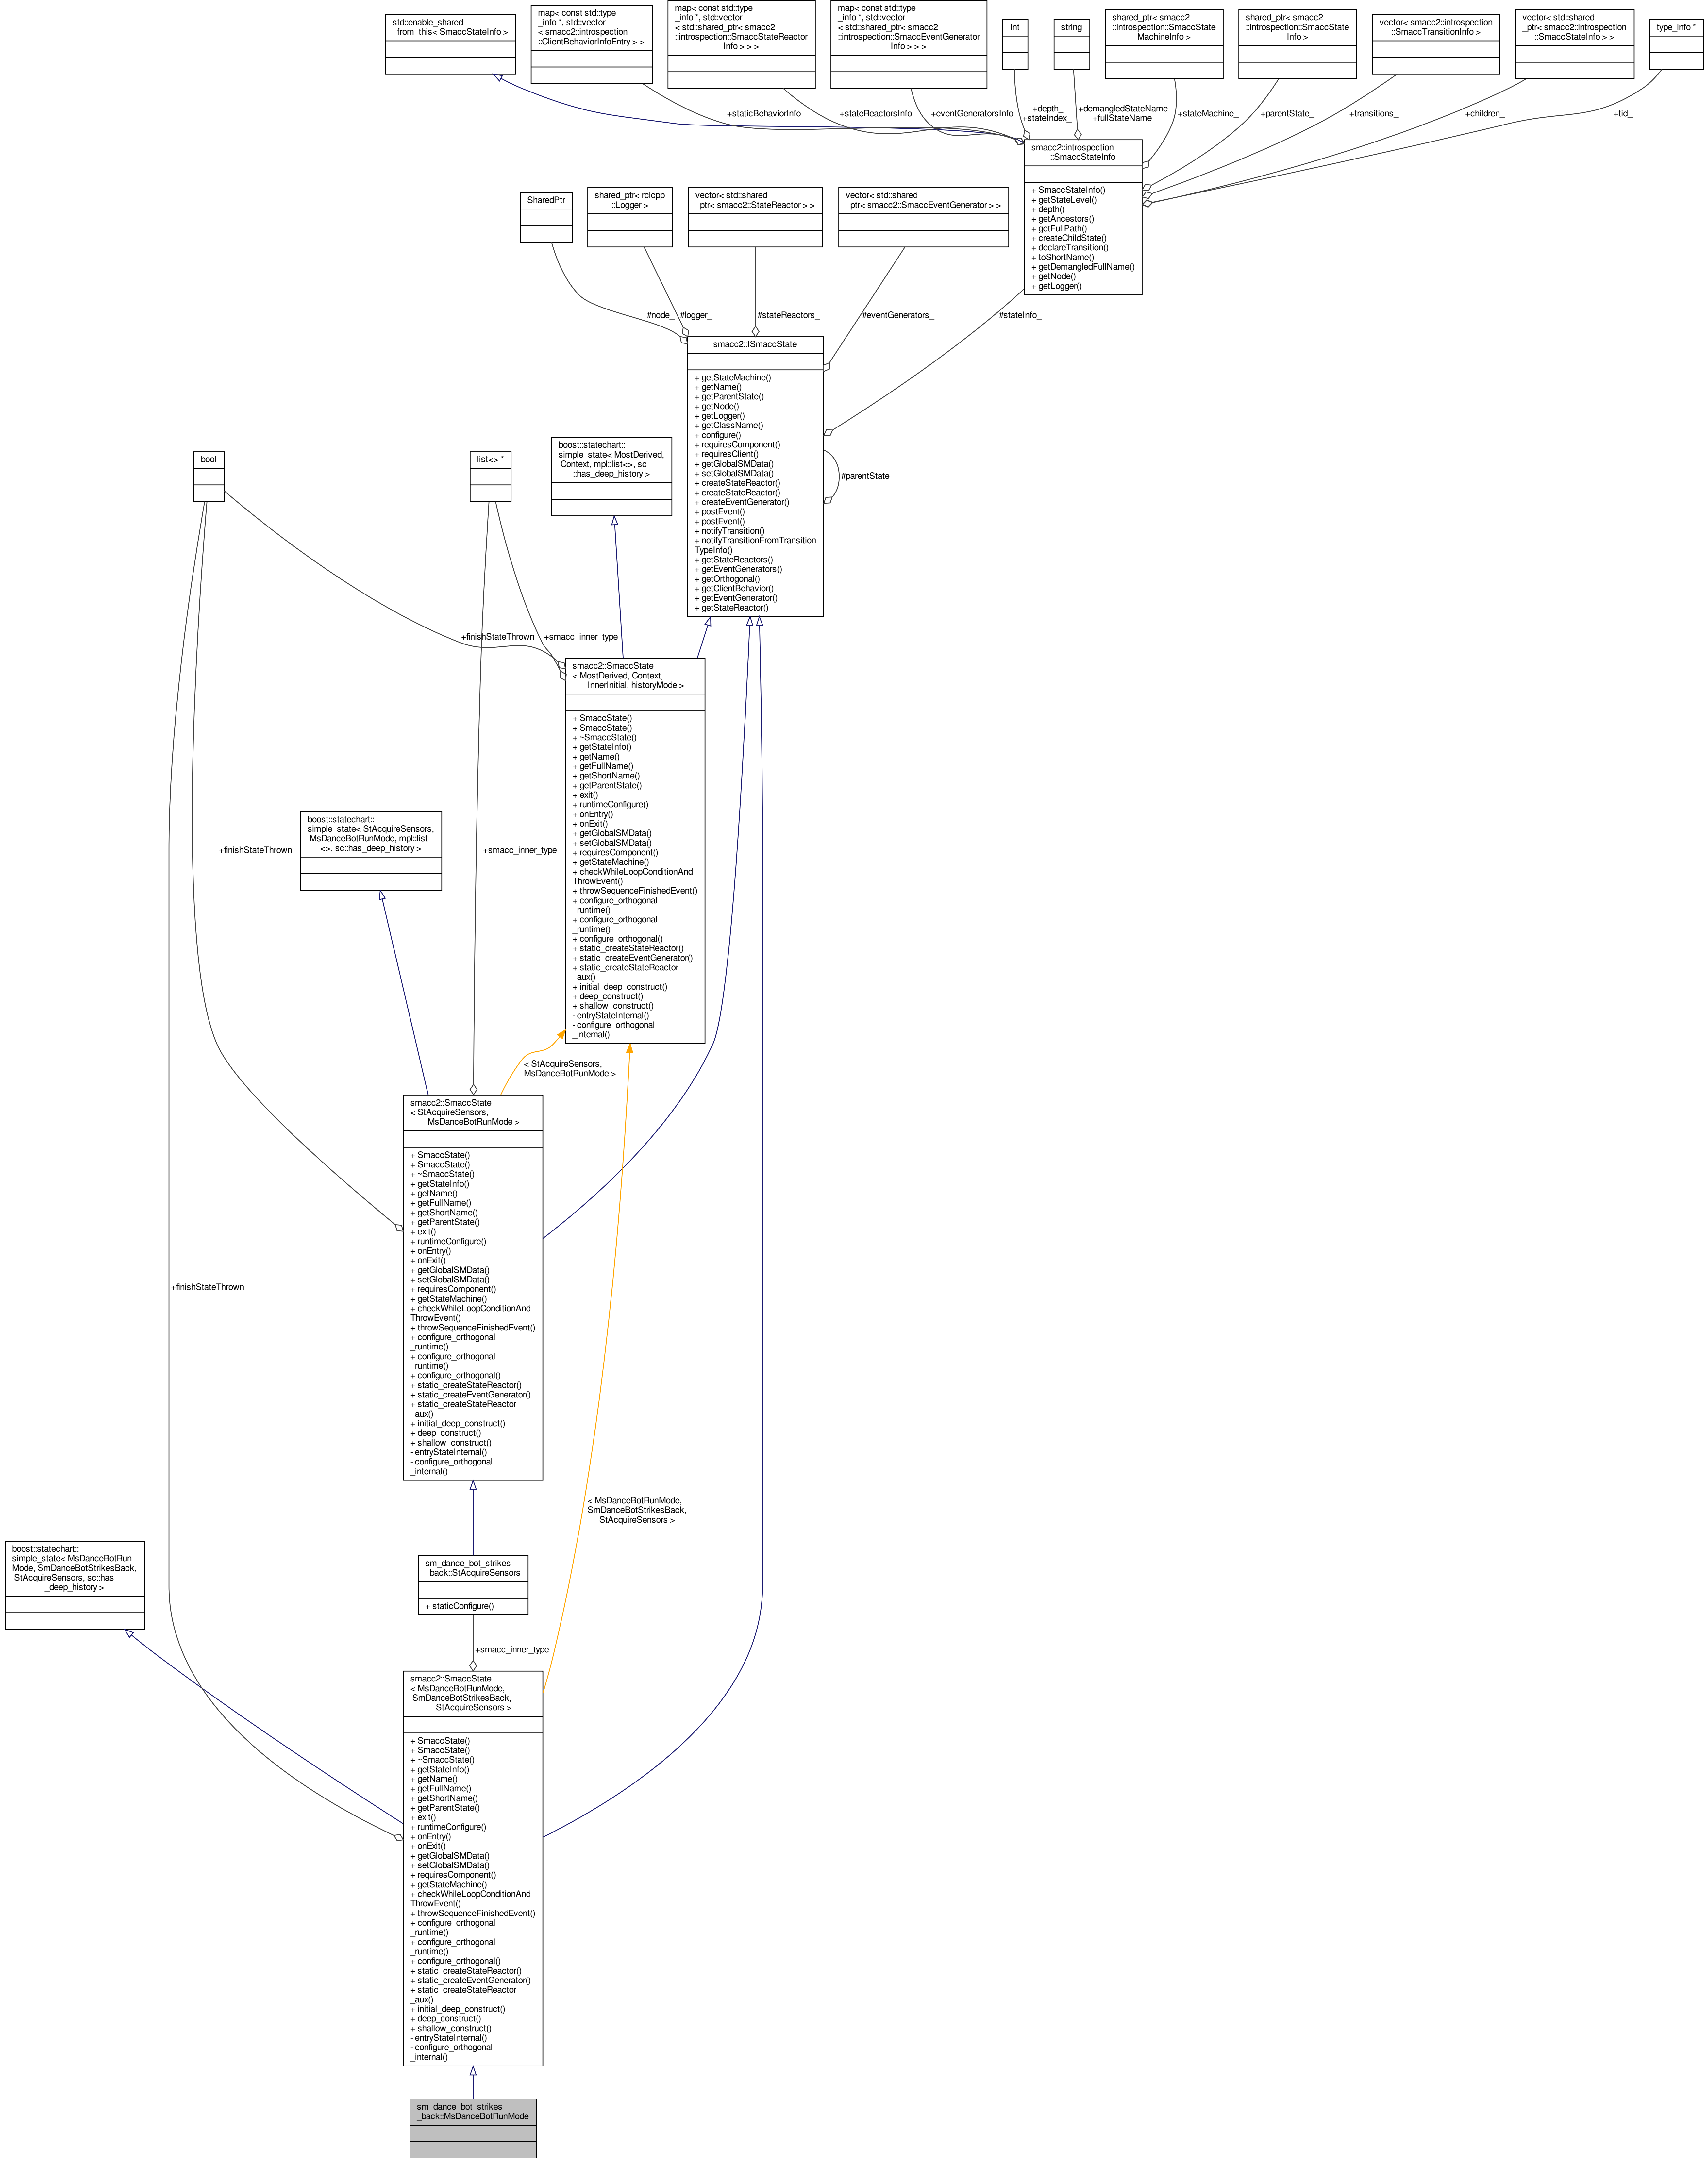 std::enable_shared
_from_this< SmaccStateInfo >
map< const std::type
_info *, std::vector
< smacc2::introspection
::ClientBehaviorInfoEntry > >
map< const std::type
_info *, std::vector
< std::shared_ptr< smacc2
::introspection::SmaccStateReactor
Info > > >
map< const std::type
_info *, std::vector
< std::shared_ptr< smacc2
::introspection::SmaccEventGenerator
Info > > >
int
string
shared_ptr< smacc2
::introspection::SmaccState
MachineInfo >
shared_ptr< smacc2
::introspection::SmaccState
Info >
vector< smacc2::introspection
::SmaccTransitionInfo >
vector< std::shared
_ptr< smacc2::introspection
::SmaccStateInfo > >
type_info *
+staticBehaviorInfo
+stateReactorsInfo
+eventGeneratorsInfo
+depth_
+stateIndex_
+demangledStateName
+fullStateName
+stateMachine_
+parentState_
+transitions_
+children_
+tid_
smacc2::introspection
::SmaccStateInfo
+ SmaccStateInfo()
+ getStateLevel()
+ depth()
+ getAncestors()
+ getFullPath()
+ createChildState()
+ declareTransition()
+ toShortName()
+ getDemangledFullName()
+ getNode()
+ getLogger()
SharedPtr
shared_ptr< rclcpp
::Logger >
vector< std::shared
_ptr< smacc2::StateReactor > >
vector< std::shared
_ptr< smacc2::SmaccEventGenerator > >
#node_
#logger_
#stateReactors_
#eventGenerators_
#stateInfo_
smacc2::ISmaccState
+ getStateMachine()
+ getName()
+ getParentState()
+ getNode()
+ getLogger()
+ getClassName()
+ configure()
+ requiresComponent()
+ requiresClient()
+ getGlobalSMData()
+ setGlobalSMData()
+ createStateReactor()
+ createStateReactor()
+ createEventGenerator()
+ postEvent()
+ postEvent()
+ notifyTransition()
+ notifyTransitionFromTransition
TypeInfo()
+ getStateReactors()
+ getEventGenerators()
+ getOrthogonal()
+ getClientBehavior()
+ getEventGenerator()
+ getStateReactor()
#parentState_
bool
list<> *
boost::statechart::
simple_state< MostDerived,
Context, mpl::list<>, sc
::has_deep_history >
+finishStateThrown
+smacc_inner_type
smacc2::SmaccState
< MostDerived, Context,
InnerInitial, historyMode >
+ SmaccState()
+ SmaccState()
+ ~SmaccState()
+ getStateInfo()
+ getName()
+ getFullName()
+ getShortName()
+ getParentState()
+ exit()
+ runtimeConfigure()
+ onEntry()
+ onExit()
+ getGlobalSMData()
+ setGlobalSMData()
+ requiresComponent()
+ getStateMachine()
+ checkWhileLoopConditionAnd
ThrowEvent()
+ throwSequenceFinishedEvent()
+ configure_orthogonal
_runtime()
+ configure_orthogonal
_runtime()
+ configure_orthogonal()
+ static_createStateReactor()
+ static_createEventGenerator()
+ static_createStateReactor
_aux()
+ initial_deep_construct()
+ deep_construct()
+ shallow_construct()
- entryStateInternal()
- configure_orthogonal
_internal()
boost::statechart::
simple_state< StAcquireSensors,
MsDanceBotRunMode, mpl::list
<>, sc::has_deep_history >
+finishStateThrown
+smacc_inner_type
< StAcquireSensors,
MsDanceBotRunMode >
smacc2::SmaccState
< StAcquireSensors,
MsDanceBotRunMode >
+ SmaccState()
+ SmaccState()
+ ~SmaccState()
+ getStateInfo()
+ getName()
+ getFullName()
+ getShortName()
+ getParentState()
+ exit()
+ runtimeConfigure()
+ onEntry()
+ onExit()
+ getGlobalSMData()
+ setGlobalSMData()
+ requiresComponent()
+ getStateMachine()
+ checkWhileLoopConditionAnd
ThrowEvent()
+ throwSequenceFinishedEvent()
+ configure_orthogonal
_runtime()
+ configure_orthogonal
_runtime()
+ configure_orthogonal()
+ static_createStateReactor()
+ static_createEventGenerator()
+ static_createStateReactor
_aux()
+ initial_deep_construct()
+ deep_construct()
+ shallow_construct()
- entryStateInternal()
- configure_orthogonal
_internal()
+finishStateThrown
< MsDanceBotRunMode,
SmDanceBotStrikesBack,
StAcquireSensors >
boost::statechart::
simple_state< MsDanceBotRun
Mode, SmDanceBotStrikesBack,
StAcquireSensors, sc::has
_deep_history >
sm_dance_bot_strikes
_back::StAcquireSensors
+ staticConfigure()
+smacc_inner_type
smacc2::SmaccState
< MsDanceBotRunMode,
SmDanceBotStrikesBack,
StAcquireSensors >
+ SmaccState()
+ SmaccState()
+ ~SmaccState()
+ getStateInfo()
+ getName()
+ getFullName()
+ getShortName()
+ getParentState()
+ exit()
+ runtimeConfigure()
+ onEntry()
+ onExit()
+ getGlobalSMData()
+ setGlobalSMData()
+ requiresComponent()
+ getStateMachine()
+ checkWhileLoopConditionAnd
ThrowEvent()
+ throwSequenceFinishedEvent()
+ configure_orthogonal
_runtime()
+ configure_orthogonal
_runtime()
+ configure_orthogonal()
+ static_createStateReactor()
+ static_createEventGenerator()
+ static_createStateReactor
_aux()
+ initial_deep_construct()
+ deep_construct()
+ shallow_construct()
- entryStateInternal()
- configure_orthogonal
_internal()
sm_dance_bot_strikes
_back::MsDanceBotRunMode